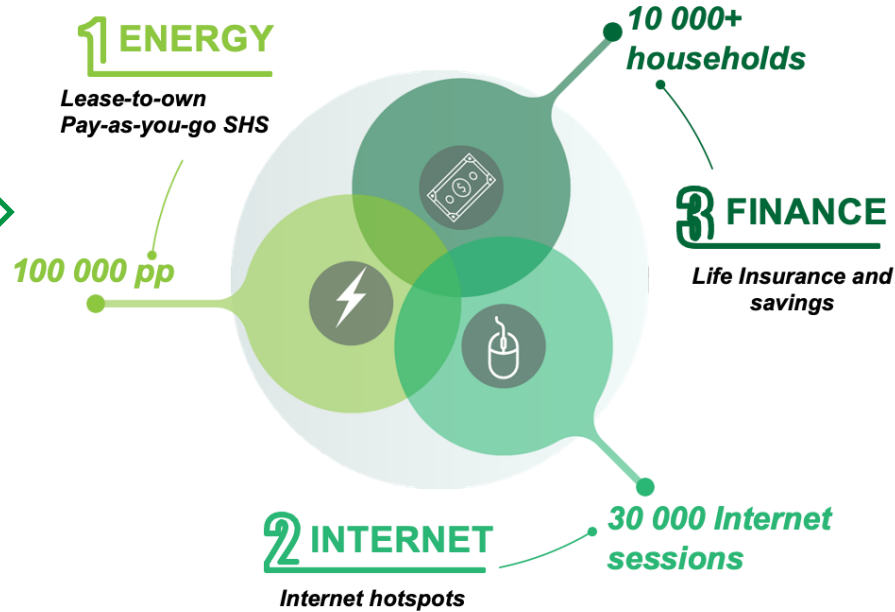 1 ENERGY
Lease-to-own
Pay-as-you-go SHS
100 000 pp
10 000+
households
3 FINANCE
Life Insurance and
savings
2 INTERNET
Internet hotspots
30 000 Internet
sessions